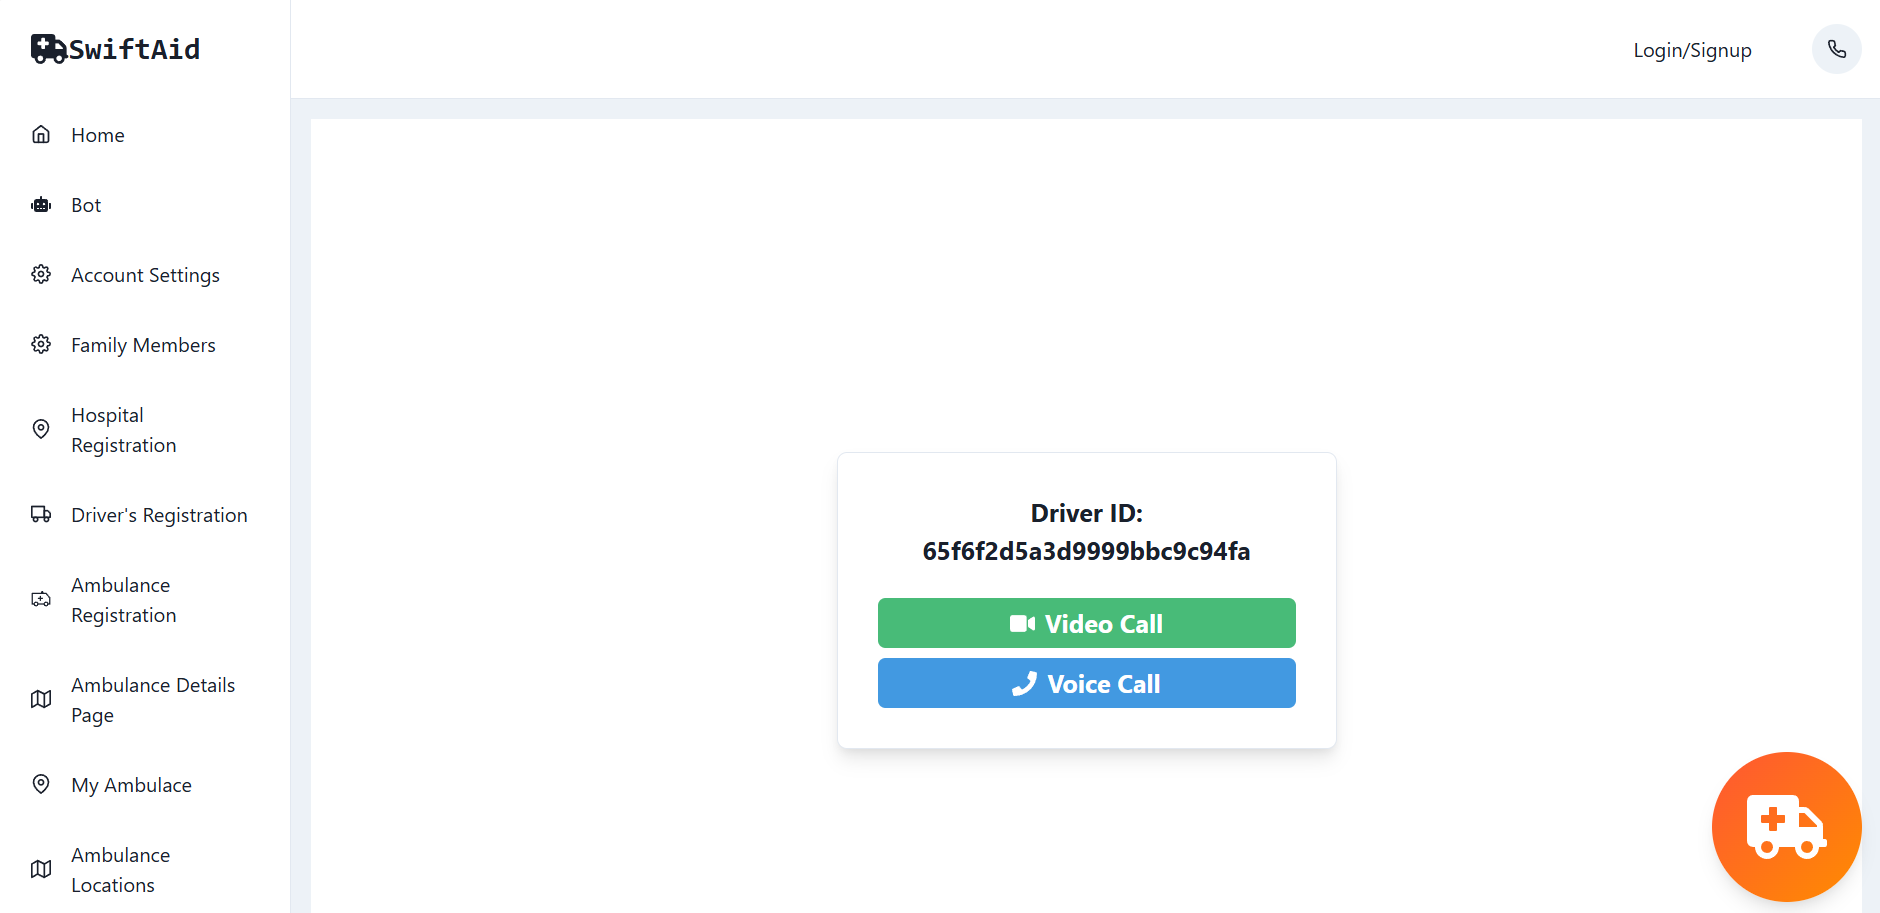 SwiftAid
Login/Signup
Home
Bot
Account Settings
Family Members
Hospital
Registration
Driver's Registration
Ambulance
Registration
Ambulance Details
Page
My Ambulace
Ambulance
Locations
Driver ID:
65f6f2d5a3d9999bbc9c94fa
Video Call
Voice Call